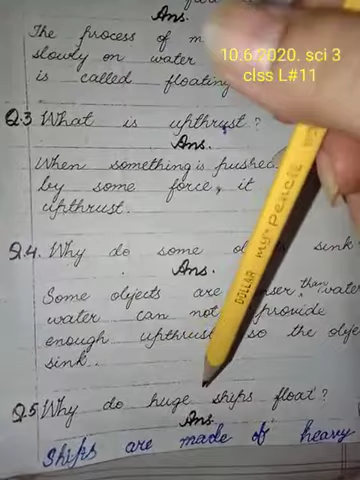 Ans.
The process of m
slowly on water
is called floating
10.6.2020. sci 3
clss L#11
Q.3 What is upthrust?
Ans.
When something is pushed
by some force, it
upthrust.
Q.4. Why do some sink
Ans.
Some objects are than water
water can not provide
enough upthrust so the obje
sink.
Q.5 Why do huge ships float?
Ans
Ships are made of heavy
DOLLAR my pencil